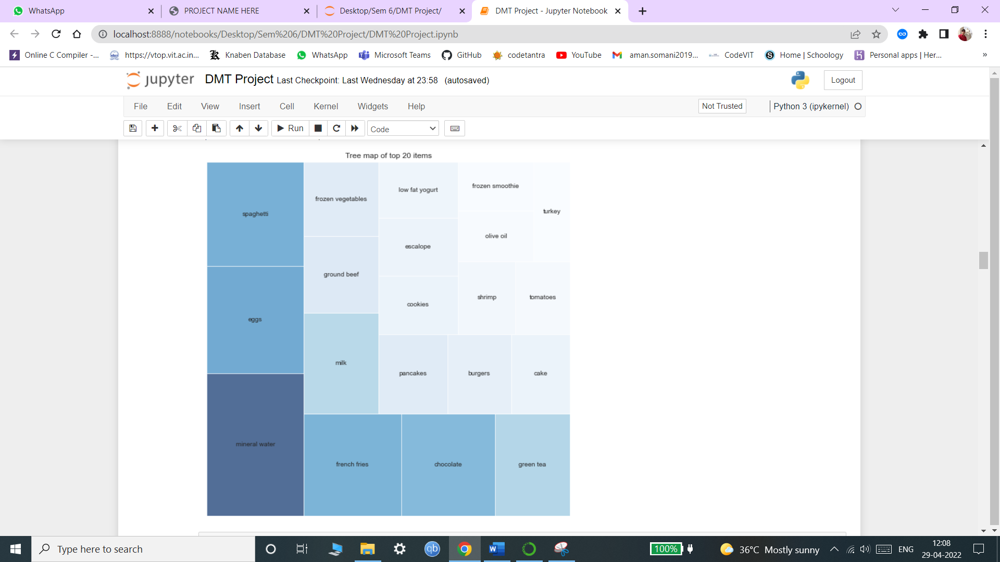 WhatsApp
PROJECT NAME HERE
Desktop/Sem 6/DMT Project/
DMT Project - Jupyter Notebook
localhost:8888/notebooks/Desktop/Sem%206/DMT%20Project/DMT%20Project.ipynb
Online C Compiler -...
https://vtop.vit.ac.in...
Knaben Database
WhatsApp
Microsoft Teams
GitHub
codetantra
YouTube
aman.somani2019...
CodeVIT
Home | Schoology
Personal apps | Her...
»
jupyter
DMT Project Last Checkpoint: Last Wednesday at 23:58 (autosaved)
Logout
File
Edit
View
Insert
Cell
Kernel
Widgets
Help
Not Trusted
Python 3 (ipykernel)
Run
Code
Tree map of top 20 items
spaghetti
frozen vegetables
low fat yogurt
frozen smoothie
turkey
olive oil
escalope
ground beef
shrimp
tomatoes
cookies
eggs
milk
pancakes
burgers
cake
mineral water
french fries
chocolate
green tea
Type here to search
qb
100%
36°C Mostly sunny
ENG
12:08
29-04-2022